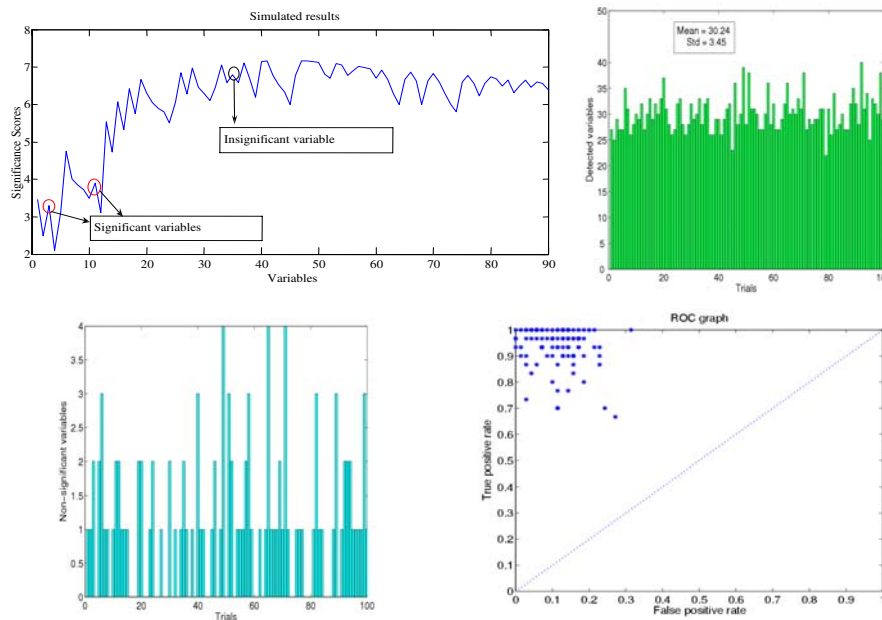 Simulated results
8
7
6
5
4
3
2
Significance Scores
Insignificant variable
Significant variables
0 10 20 30 40 50 60 70 80 90
Variables
50
45
40
35
30
25
20
15
10
5
0
Detected variables
Mean = 30.24
Std = 3.45
0 20 40 60 80 100
Trials
4
3.5
3
2.5
2
1.5
1
0.5
0
Non-significant variables
0 20 40 60 80 100
Trials
ROC graph
1
0.9
0.8
0.7
0.6
0.5
0.4
0.3
0.2
0.1
0
True positive rate
0 0.1 0.2 0.3 0.4 0.5 0.6 0.7 0.8 0.9 1
False positive rate